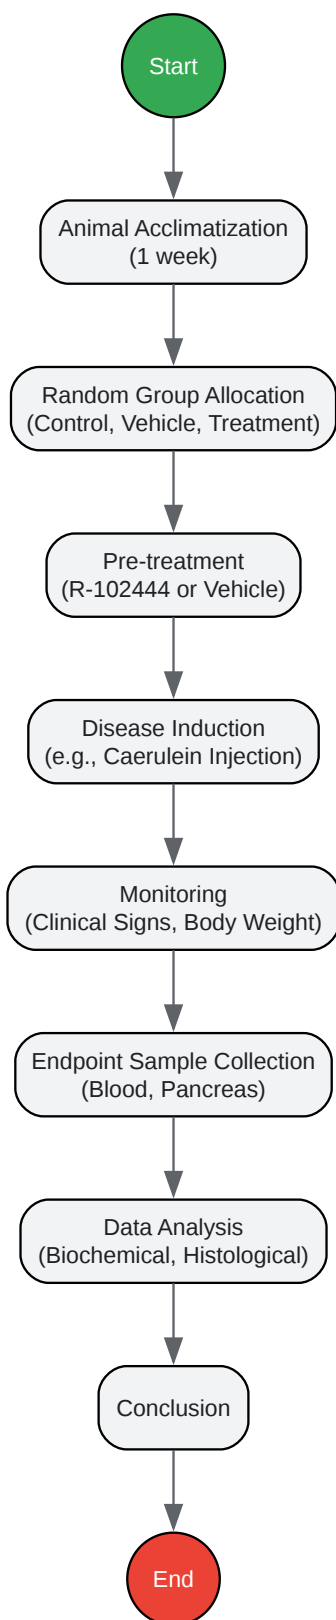 Start
Animal Acclimatization
(1 week)
Random Group Allocation
(Control, Vehicle, Treatment)
Pre-treatment
(R-102444 or Vehicle)
Disease Induction
(e.g., Caerulein Injection)
Monitoring
(Clinical Signs, Body Weight)
Endpoint Sample Collection
(Blood, Pancreas)
Data Analysis
(Biochemical, Histological)
Conclusion
End